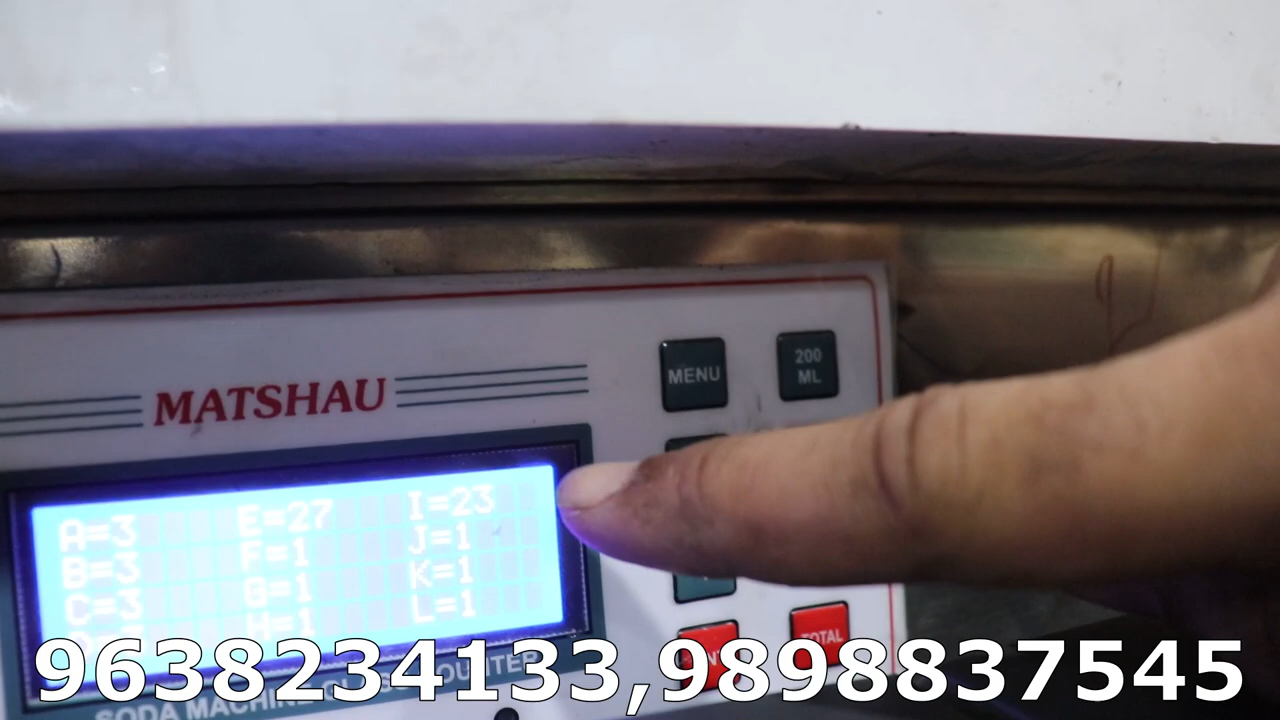 MENU
200
ML
MATSHAU
A=3 E=27 I=23
B=3 F=1 J=1
C=3 G=1 K=1
H=1 L=1
TOTAL
9638234133,9898837545
SODA MACHINE
COUNTER